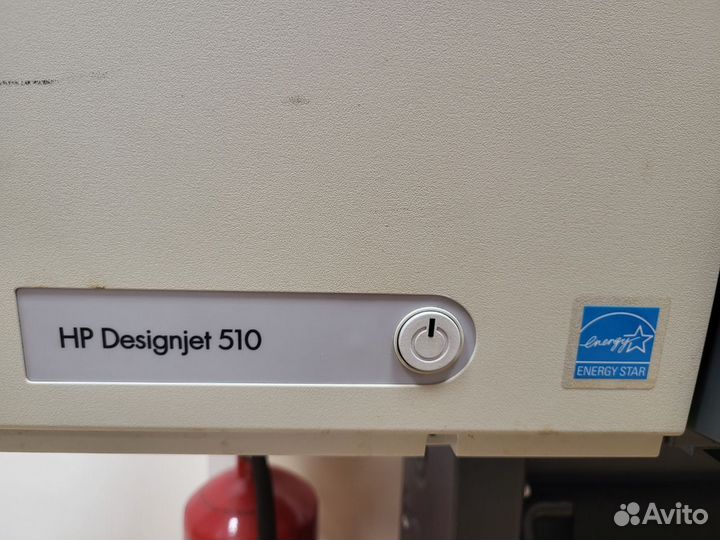 HP Designjet 510
energy
ENERGY STAR
Avito